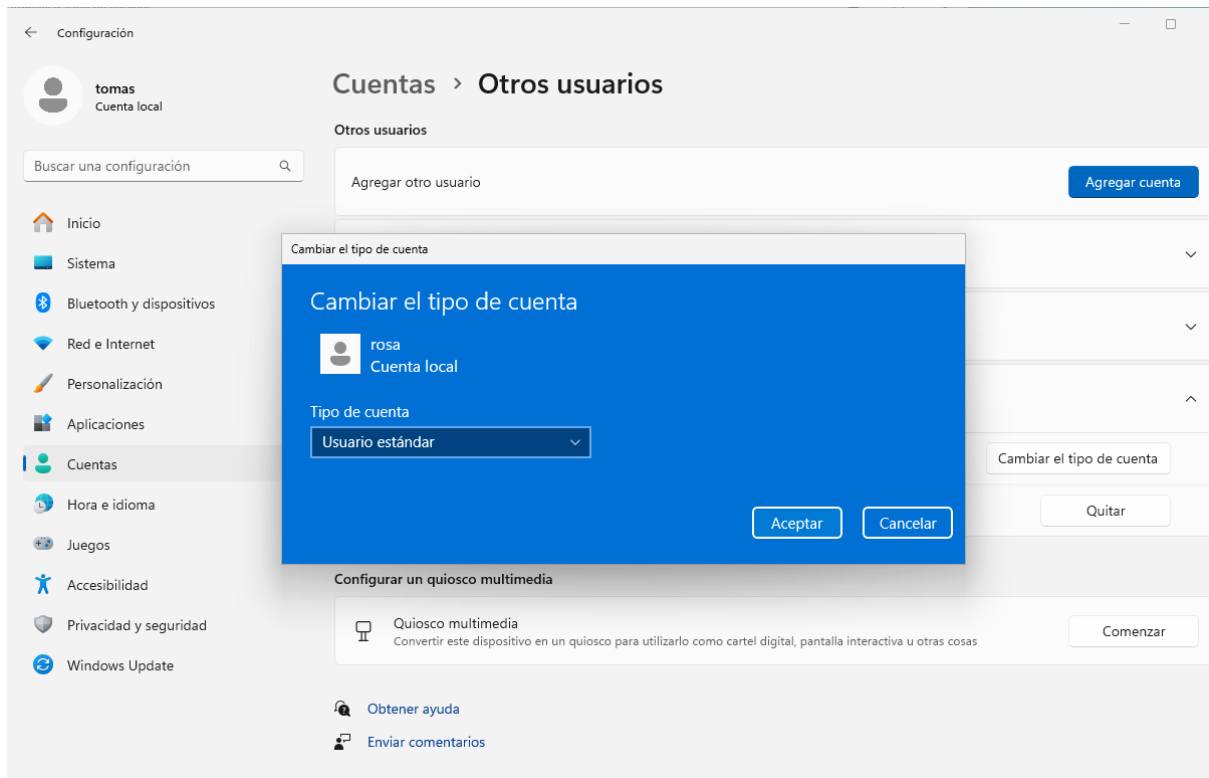 Configuración
tomas
Cuenta local
Buscar una configuración
Inicio
Sistema
Bluetooth y dispositivos
Red e Internet
Personalización
Aplicaciones
Cuentas
Hora e idioma
Juegos
Accesibilidad
Privacidad y seguridad
Windows Update
Cuentas > Otros usuarios
Otros usuarios
Agregar otro usuario
Agregar cuenta
Cambiar el tipo de cuenta
Cambiar el tipo de cuenta
rosa
Cuenta local
Tipo de cuenta
Usuario estándar
Aceptar
Cancelar
Cambiar el tipo de cuenta
Quitar
Configurar un quiosco multimedia
Quiosco multimedia
Convertir este dispositivo en un quiosco para utilizarlo como cartel digital, pantalla interactiva u otras cosas
Comenzar
Obtener ayuda
Enviar comentarios